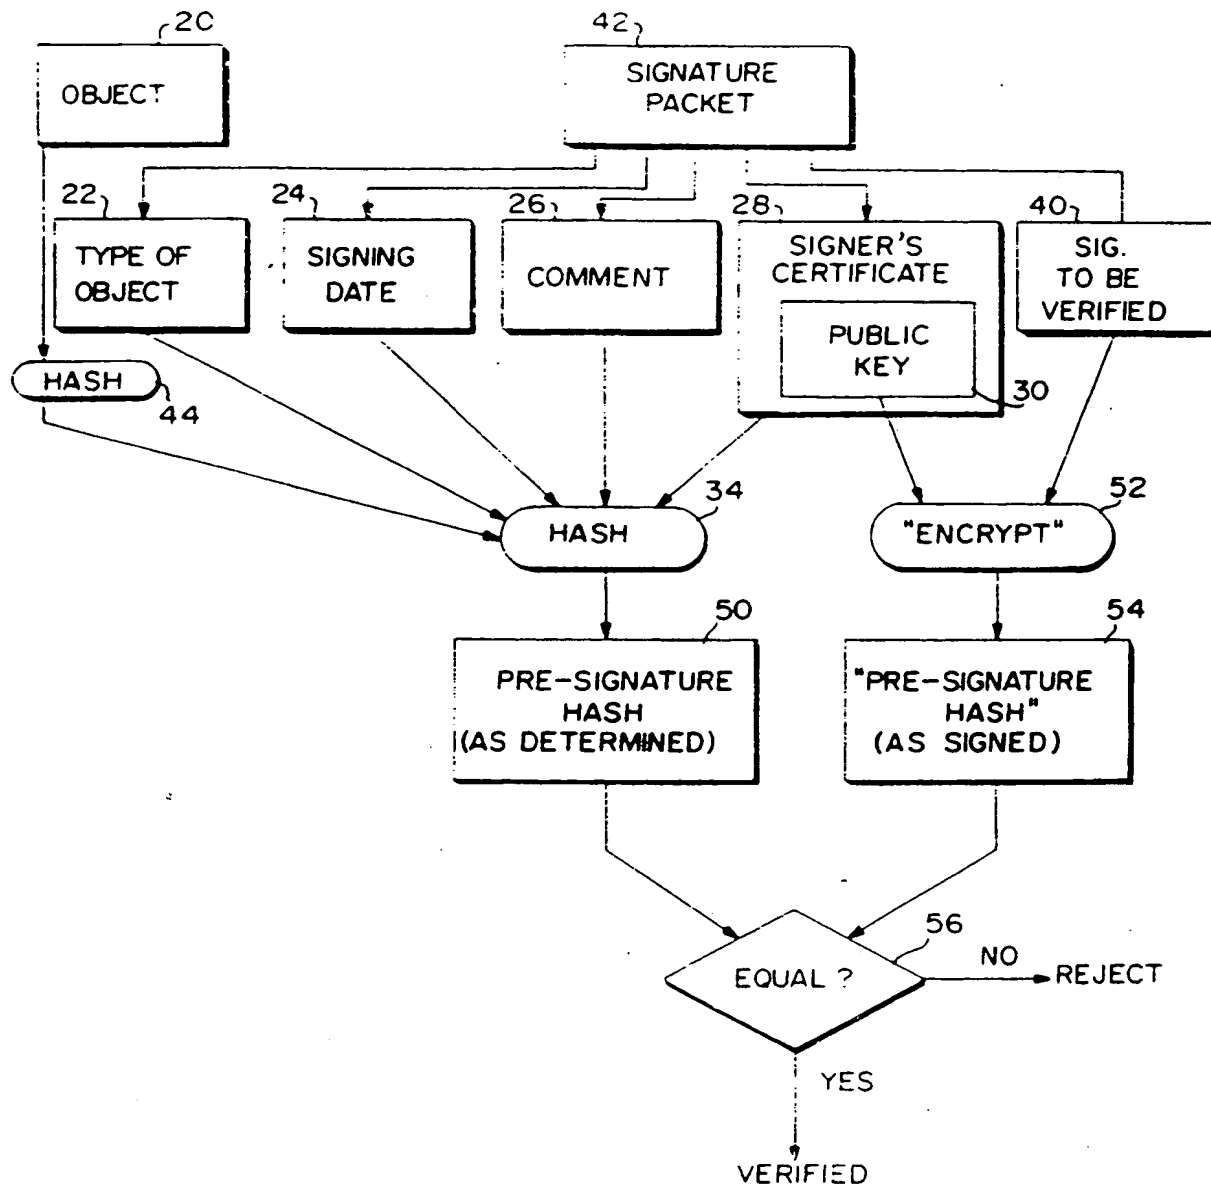 20
42
OBJECT
SIGNATURE
PACKET
22
24
26
28
40
TYPE OF
OBJECT
SIGNING
DATE
COMMENT
SIGNER'S
CERTIFICATE
PUBLIC
KEY
30
SIG.
TO BE
VERIFIED
HASH
44
HASH
34
"ENCRYPT"
52
50
54
PRE-SIGNATURE
HASH
(AS DETERMINED)
"PRE-SIGNATURE
HASH"
(AS SIGNED)
EQUAL ?
56
NO
REJECT
YES
VERIFIED